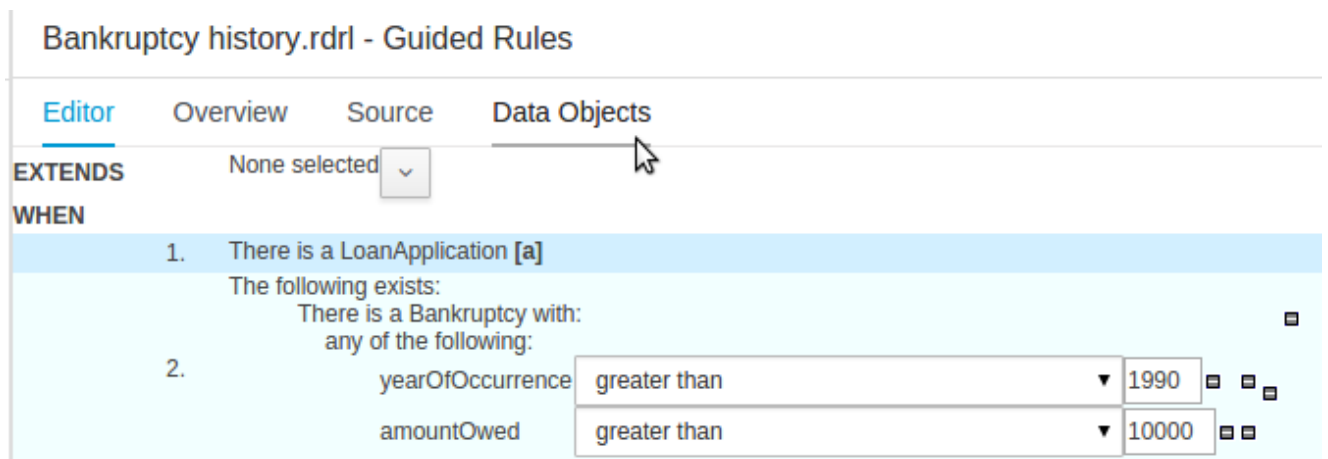 Bankruptcy history.rdrl - Guided Rules
Editor Overview Source Data Objects
EXTENDS None selected
WHEN
1. There is a LoanApplication [a]
The following exists:
There is a Bankruptcy with:
any of the following:
2.
yearOfOccurrence greater than 1990
amountOwed greater than 10000